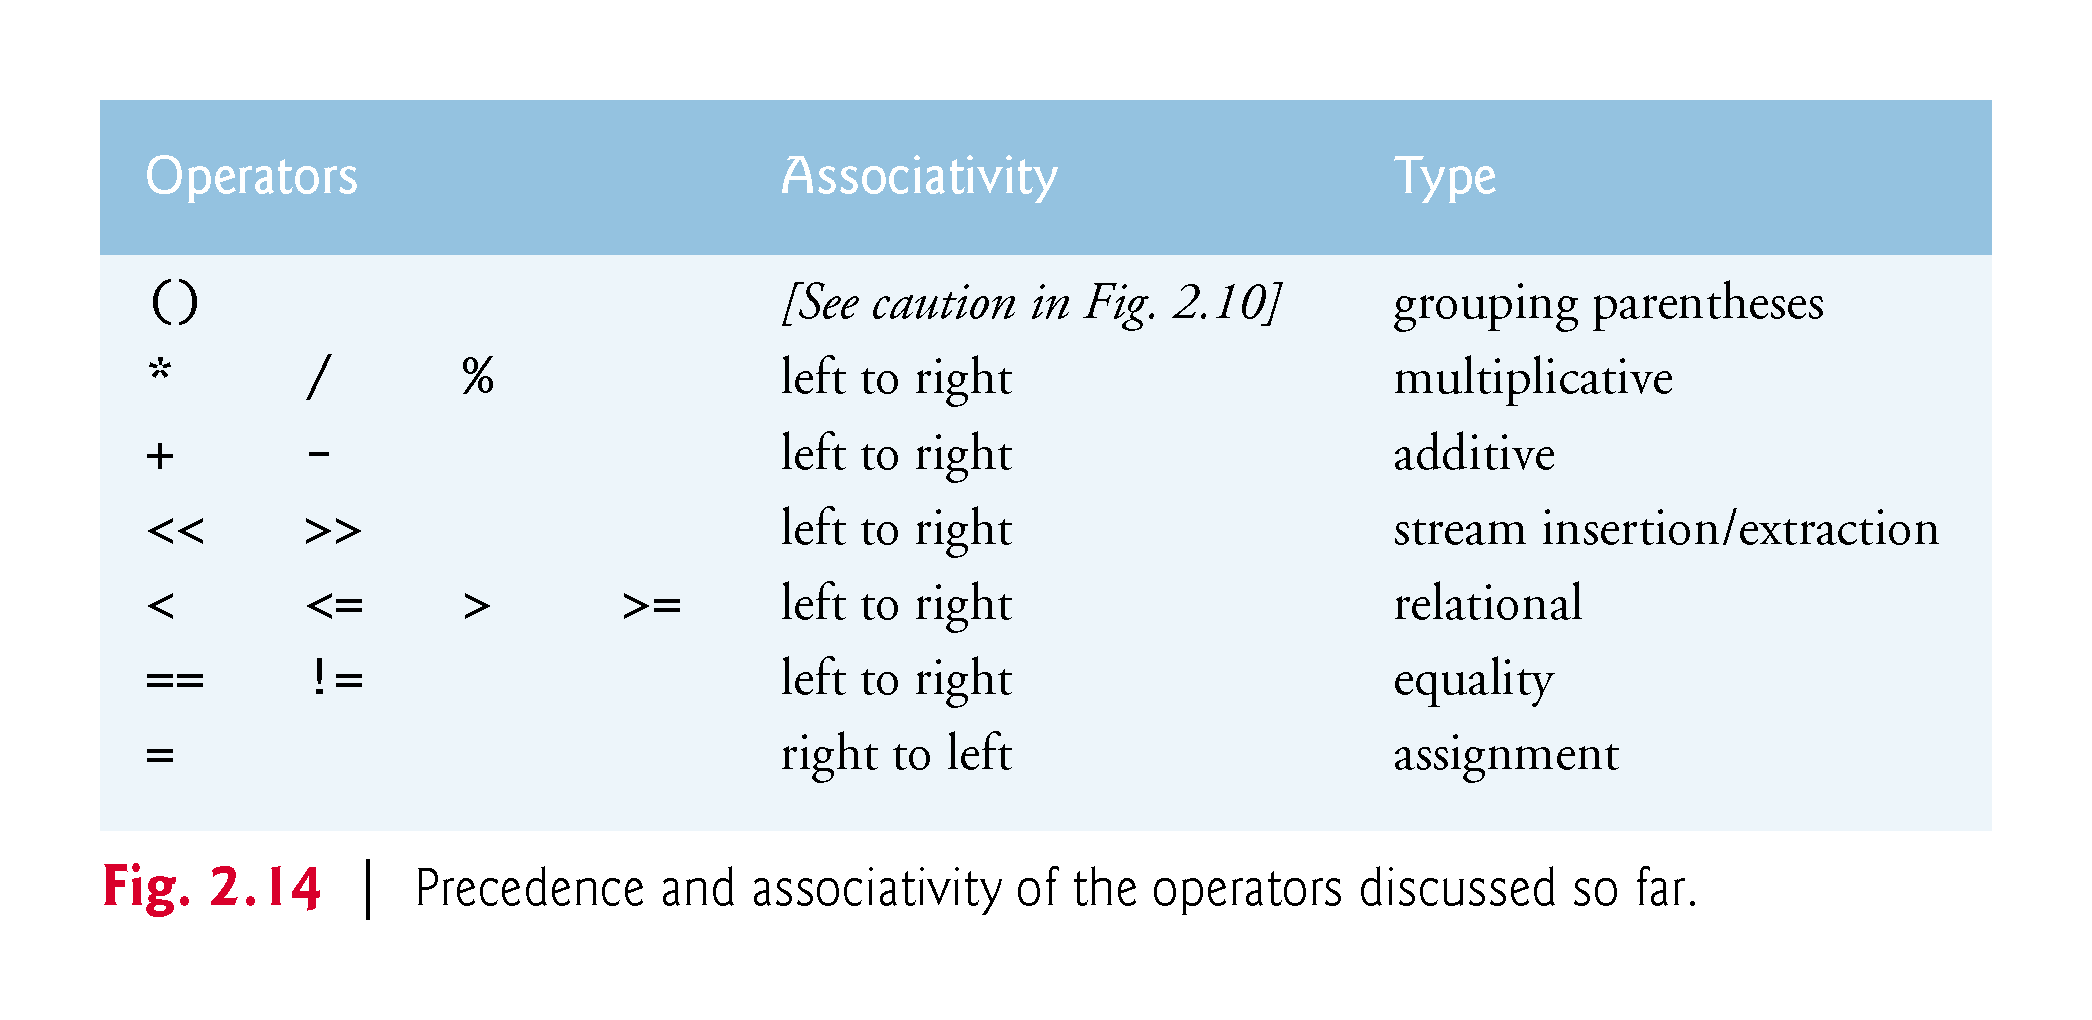 Operators Associativity Type
() [See caution in Fig. 2.10] grouping parentheses
* / % left to right multiplicative
+ - left to right additive
<< >> left to right stream insertion/extraction
< <= > >= left to right relational
== != left to right equality
= right to left assignment
Fig. 2.14 | Precedence and associativity of the operators discussed so far.